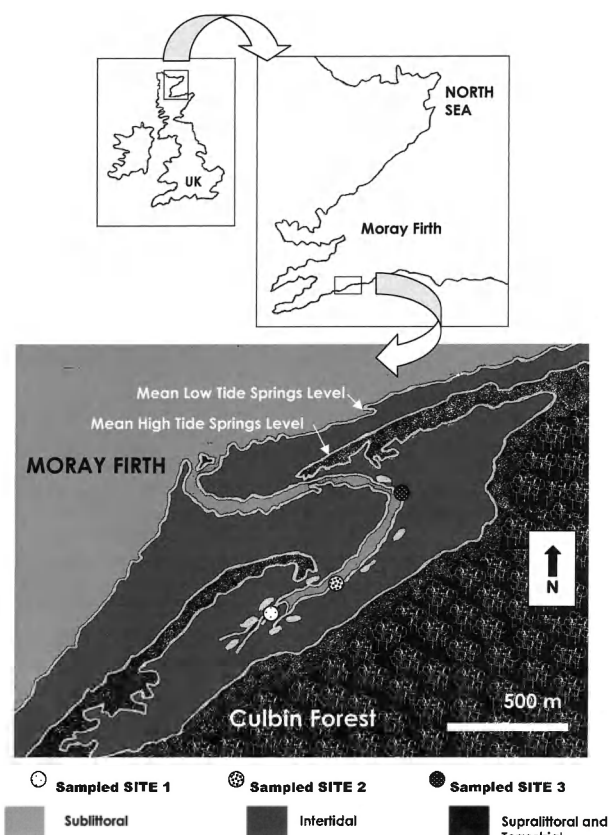 NORTH
SEA
UK
Moray Firth
Mean Low Tide Springs Level
Mean High Tide Springs Level
MORAY FIRTH
N
500 m
Culbin Forest
Sampled SITE 1 Sampled SITE 2 Sampled SITE 3
Sublittoral Intertidal Supralittoral and